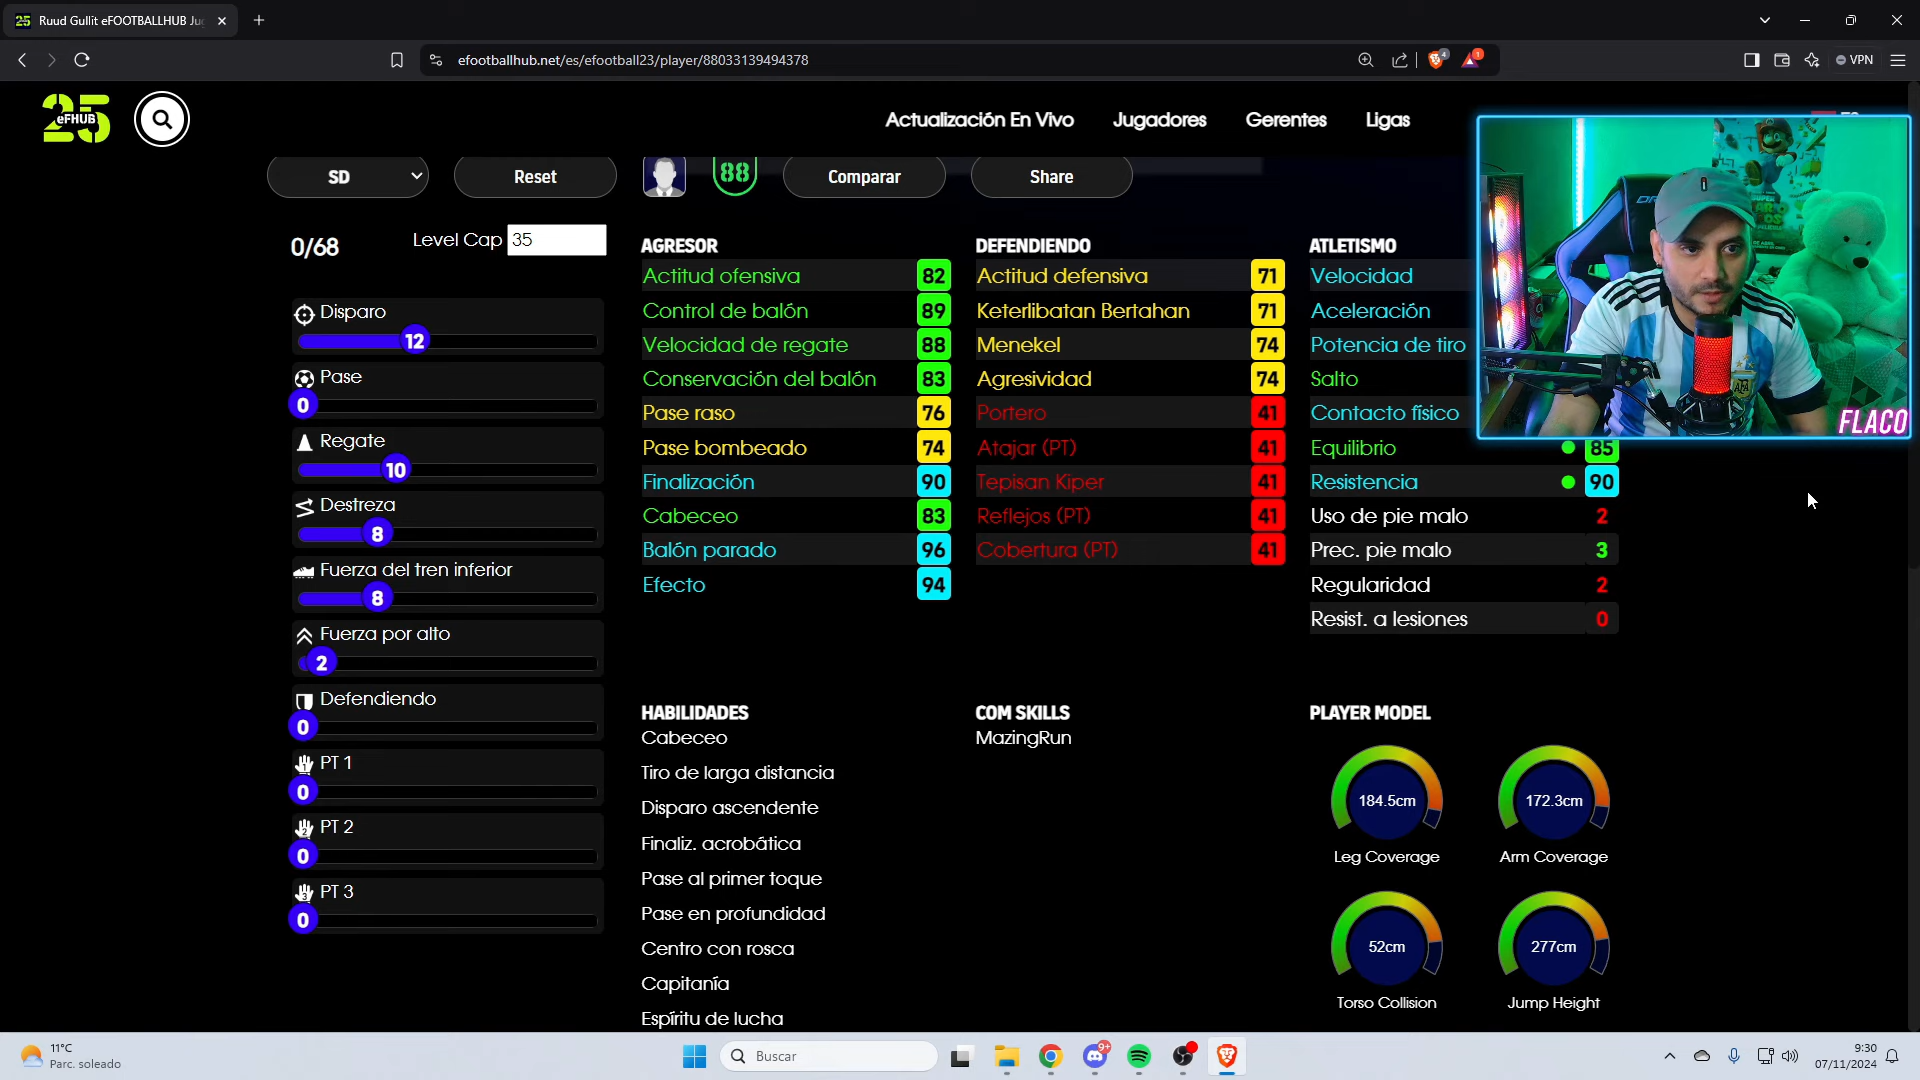 Ruud Gullit eFOOTBALLHUB Ju
efootballhub.net/es/efootball23/player/88033139494378
4
1
VPN
25
eFHUB
Actualización En Vivo
Jugadores
Gerentes
Ligas
SD
Reset
88
Comparar
Share
0/68
Level Cap
35
Disparo
12
Pase
0
Regate
10
Destreza
8
Fuerza del tren inferior
8
Fuerza por alto
2
Defendiendo
0
PT 1
0
PT 2
0
PT 3
0
AGRESOR
Actitud ofensiva 82
Control de balón 89
Velocidad de regate 88
Conservación del balón 83
Pase raso 76
Pase bombeado 74
Finalización 90
Cabeceo 83
Balón parado 96
Efecto 94
DEFENDIENDO
Actitud defensiva 71
Keterlibatan Bertahan 71
Menekel 74
Agresividad 74
Portero 41
Atajar (PT) 41
Tepisan Kiper 41
Reflejos (PT) 41
Cobertura (PT) 41
ATLETISMO
Velocidad
Aceleración
Potencia de tiro
Salto
Contacto físico
Equilibrio 85
Resistencia 90
Uso de pie malo 2
Prec. pie malo 3
Regularidad 2
Resist. a lesiones 0
FLACO
HABILIDADES
Cabeceo
Tiro de larga distancia
Disparo ascendente
Finaliz. acrobática
Pase al primer toque
Pase en profundidad
Centro con rosca
Capitanía
Espíritu de lucha
COM SKILLS
MazingRun
PLAYER MODEL
184.5cm
Leg Coverage
172.3cm
Arm Coverage
52cm
Torso Collision
277cm
Jump Height
11°C
Parc. soleado
Buscar
9+
9:30
07/11/2024